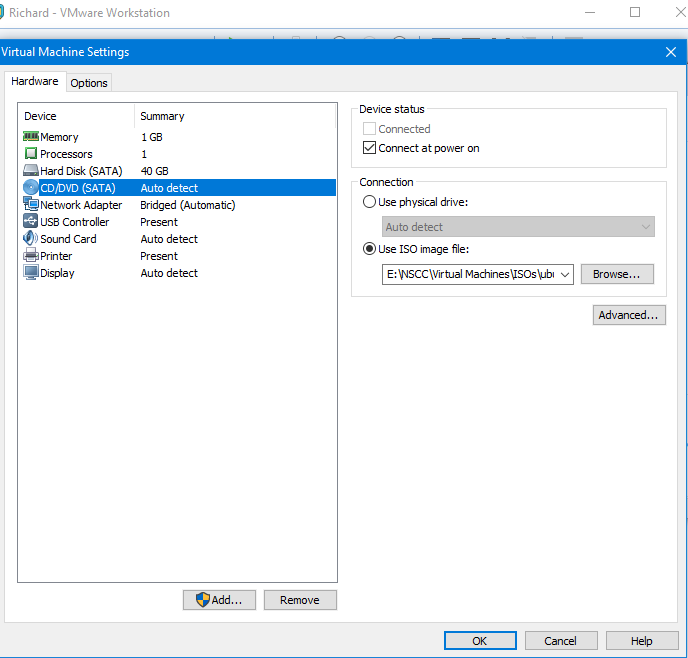 Richard - VMware Workstation
Virtual Machine Settings
Hardware
Options
Device Summary
Memory 1 GB
Processors 1
Hard Disk (SATA) 40 GB
CD/DVD (SATA) Auto detect
Network Adapter Bridged (Automatic)
USB Controller Present
Sound Card Auto detect
Printer Present
Display Auto detect
Add...
Remove
Device status
Connected
Connect at power on
Connection
Use physical drive:
Auto detect
Use ISO image file:
E:\NSCC\Virtual Machines\ISOs\ubu
Browse...
Advanced...
OK
Cancel
Help